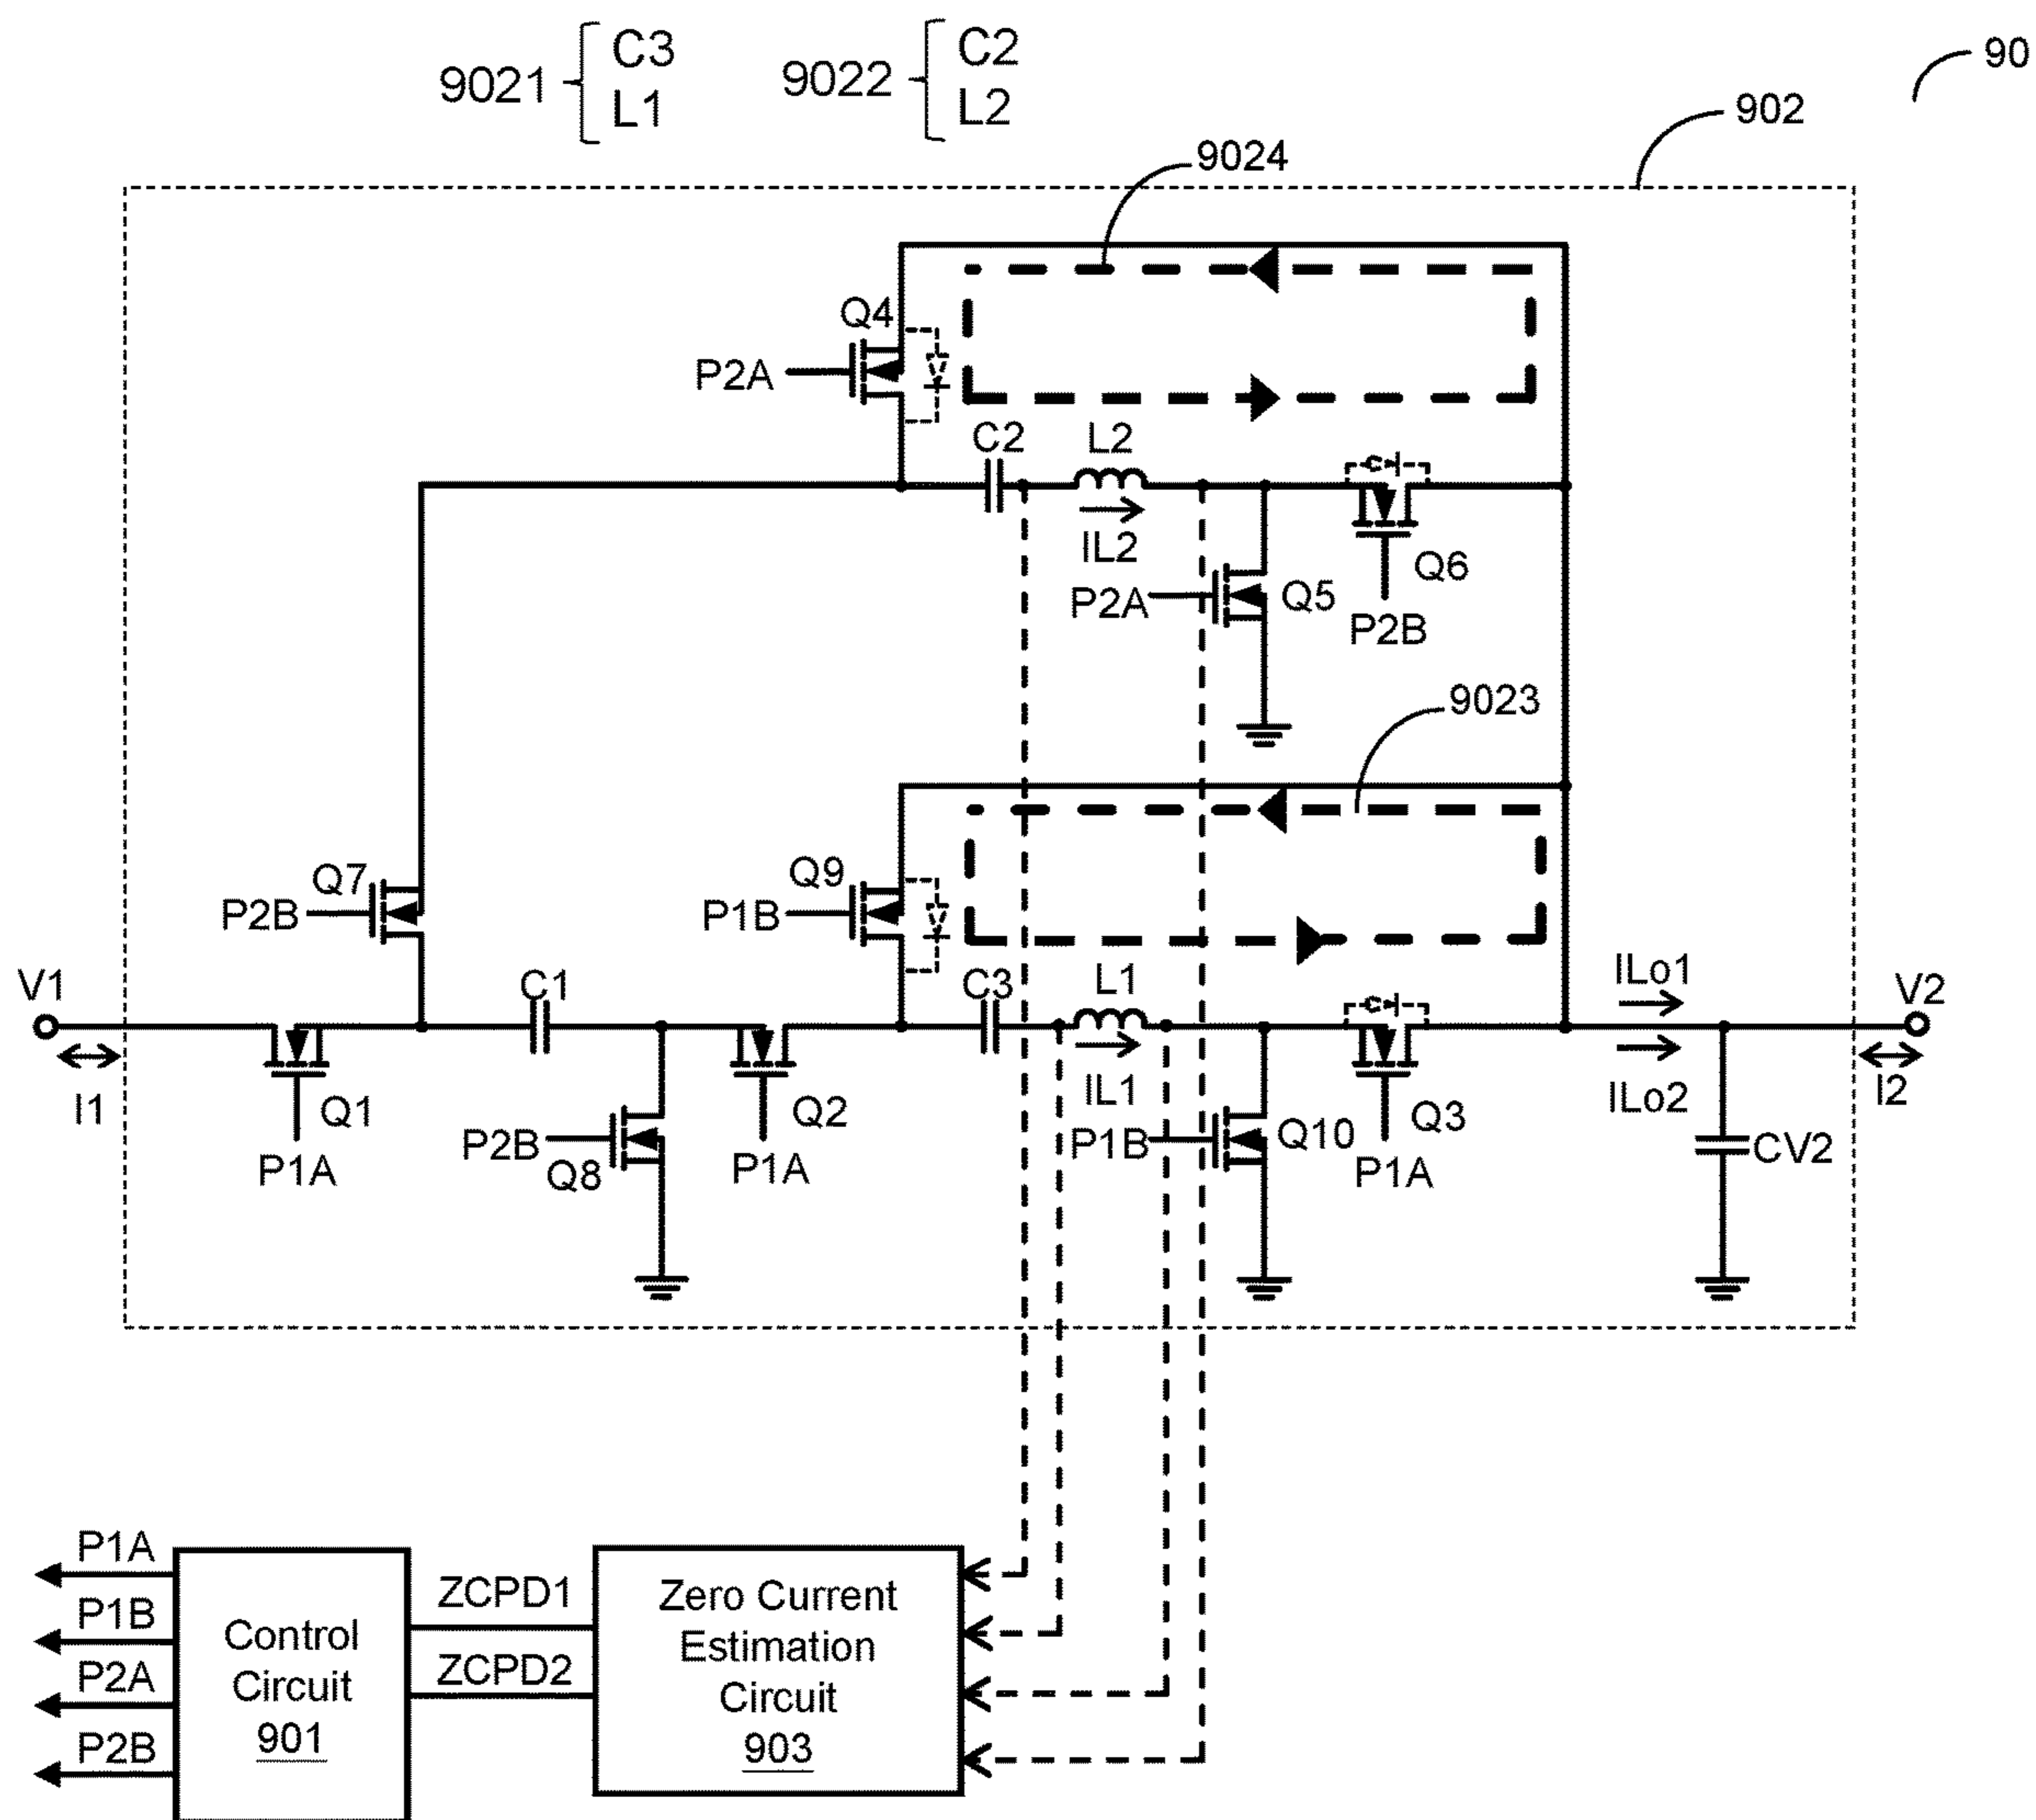 9021
C3
L1
9022
C2
L2
90
902
9024
Q4
P2A
C2
L2
IL2
Q6
P2A
Q5
P2B
9023
Q7
P2B
Q9
P1B
V1
C1
C3
L1
ILo1
V2
I1
Q1
P2B
Q8
Q2
IL1
P1B
Q10
Q3
ILo2
I2
P1A
P1A
P1A
CV2
P1A
P1B
P2A
P2B
Control
Circuit
901
ZCPD1
ZCPD2
Zero Current
Estimation
Circuit
903